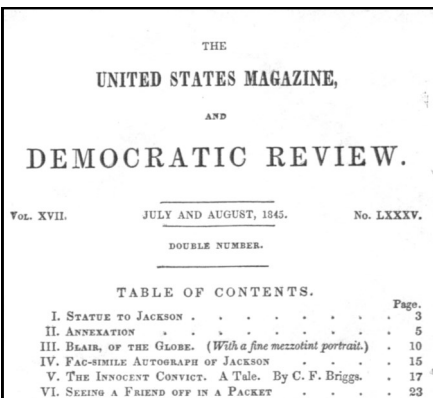 THE
UNITED STATES MAGAZINE,
AND
DEMOCRATIC REVIEW.
VOL. XVII. JULY AND AUGUST, 1845. No. LXXXV.
DOUBLE NUMBER.
TABLE OF CONTENTS.
Page.
I. STATUE TO JACKSON . . . . . . . 3
II. ANNEXATION . . . . . . . . 5
III. BLAIR, OF THE GLOBE. (With a fine mezzotint portrait.) . 10
IV. FAC-SIMILE AUTOGRAPH OF JACKSON . . . . 15
V. THE INNOCENT CONVICT. A Tale. By C. F. Briggs. . 17
VI. SEEING A FRIEND OFF IN A PACKET . . . . 23